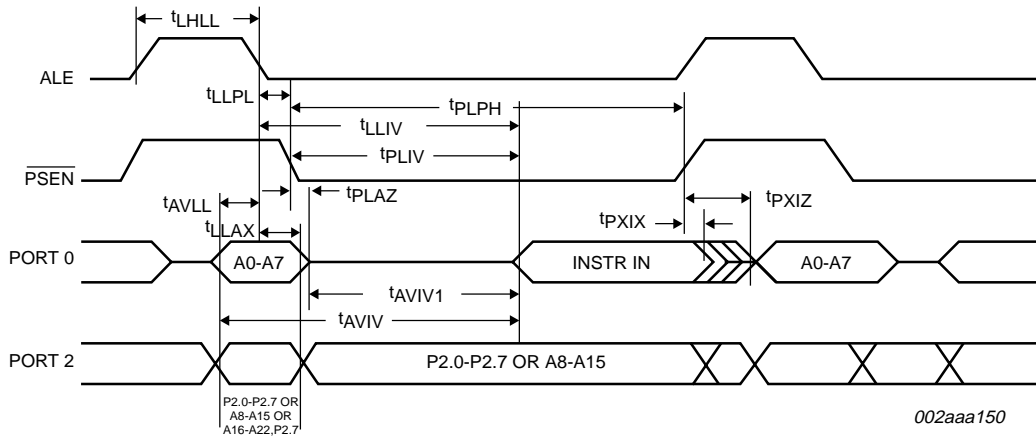 tLHLL
ALE
tLLPL
tPLPH
tLLIV
tPLIV
PSEN
tPLAZ
tAVLL
tPXIZ
tLLAX
tPXIX
PORT 0
A0-A7
INSTR IN
A0-A7
tAVIV1
tAVIV
PORT 2
P2.0-P2.7 OR A8-A15
P2.0-P2.7 OR
A8-A15 OR
A16-A22,P2.7
002aaa150